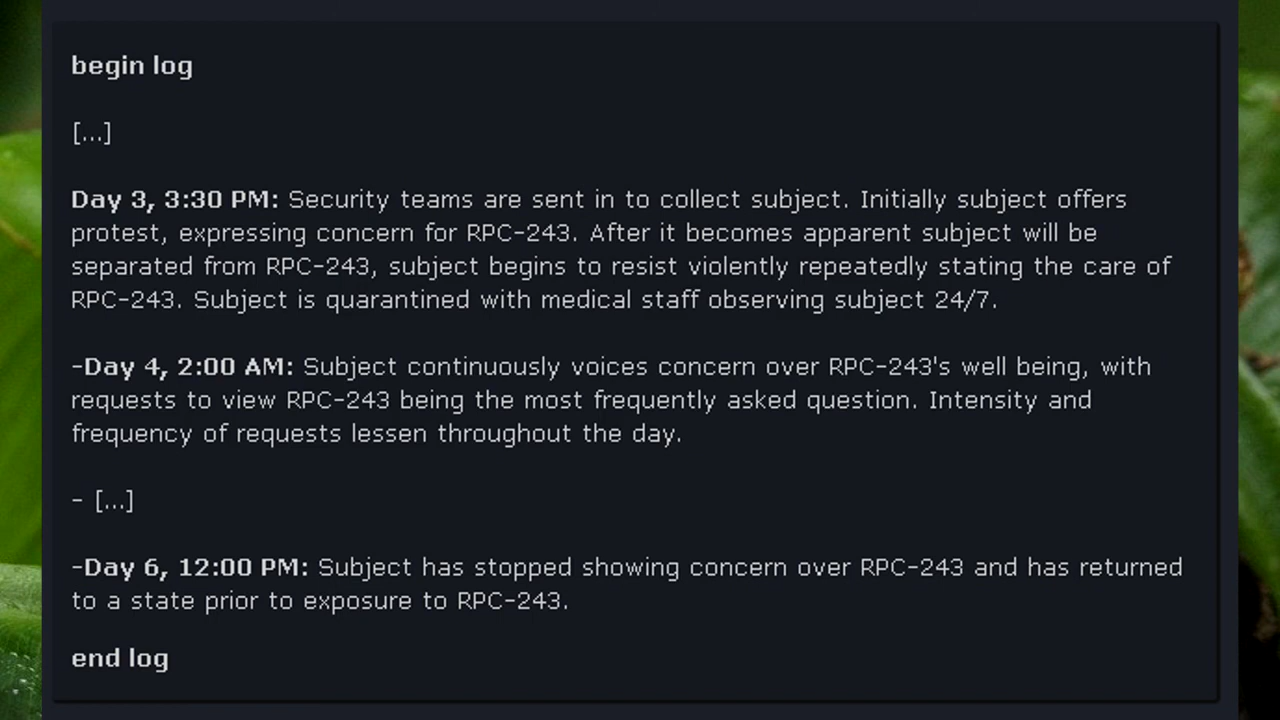 begin log
[...]
Day 3, 3:30 PM: Security teams are sent in to collect subject. Initially subject offers
protest, expressing concern for RPC-243. After it becomes apparent subject will be
separated from RPC-243, subject begins to resist violently repeatedly stating the care of
RPC-243. Subject is quarantined with medical staff observing subject 24/7.
-Day 4, 2:00 AM: Subject continuously voices concern over RPC-243's well being, with
requests to view RPC-243 being the most frequently asked question. Intensity and
frequency of requests lessen throughout the day.
- [...]
-Day 6, 12:00 PM: Subject has stopped showing concern over RPC-243 and has returned
to a state prior to exposure to RPC-243.
end log